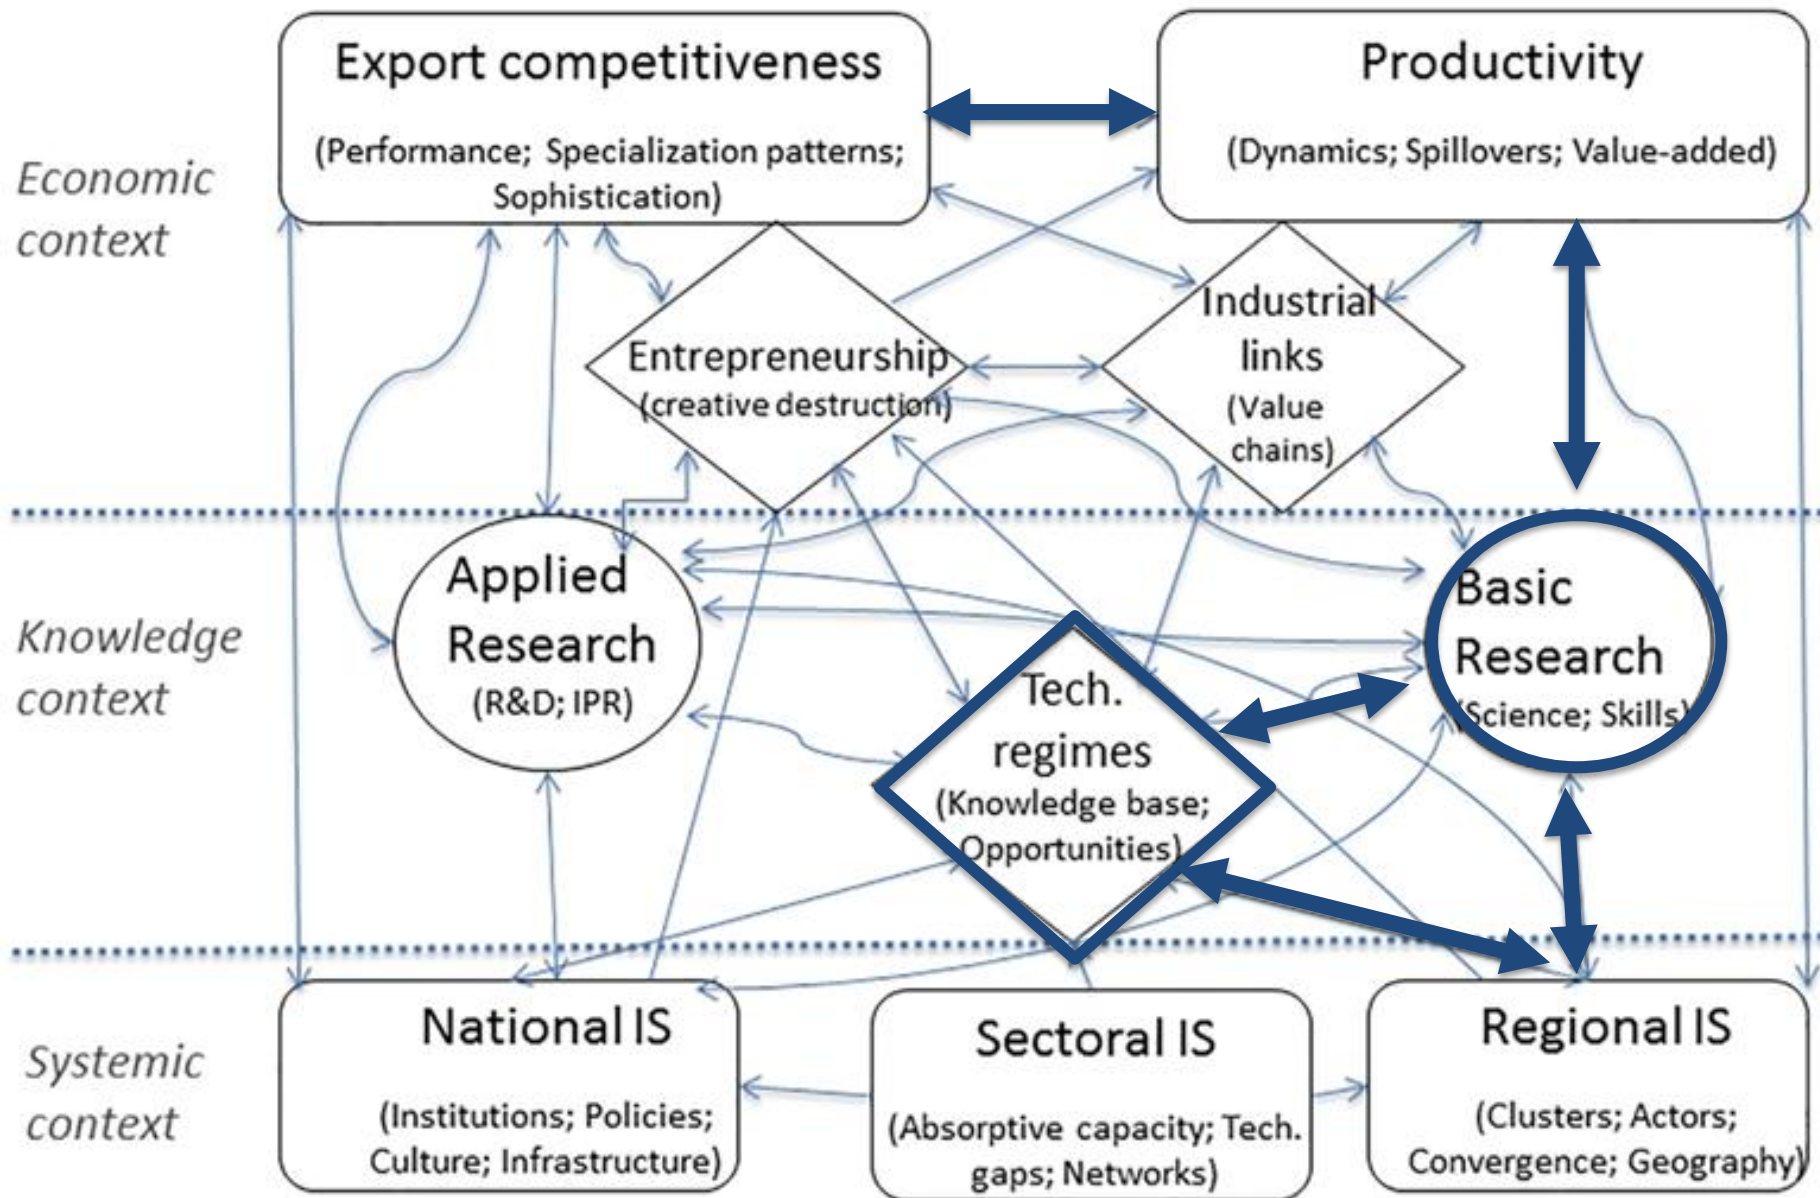 Export competitiveness
(Performance; Specialization patterns;
Sophistication)
Productivity
(Dynamics; Spillovers; Value-added)
Economic
context
Entrepreneurship
(creative destruction)
Industrial
links
(Value
chains)
Knowledge
context
Applied
Research
(R&D; IPR)
Tech.
regimes
(Knowledge base;
Opportunities)
Basic
Research
(Science; Skills)
Systemic
context
National IS
(Institutions; Policies;
Culture; Infrastructure)
Sectoral IS
(Absorptive capacity; Tech.
gaps; Networks)
Regional IS
(Clusters; Actors;
Convergence; Geography)